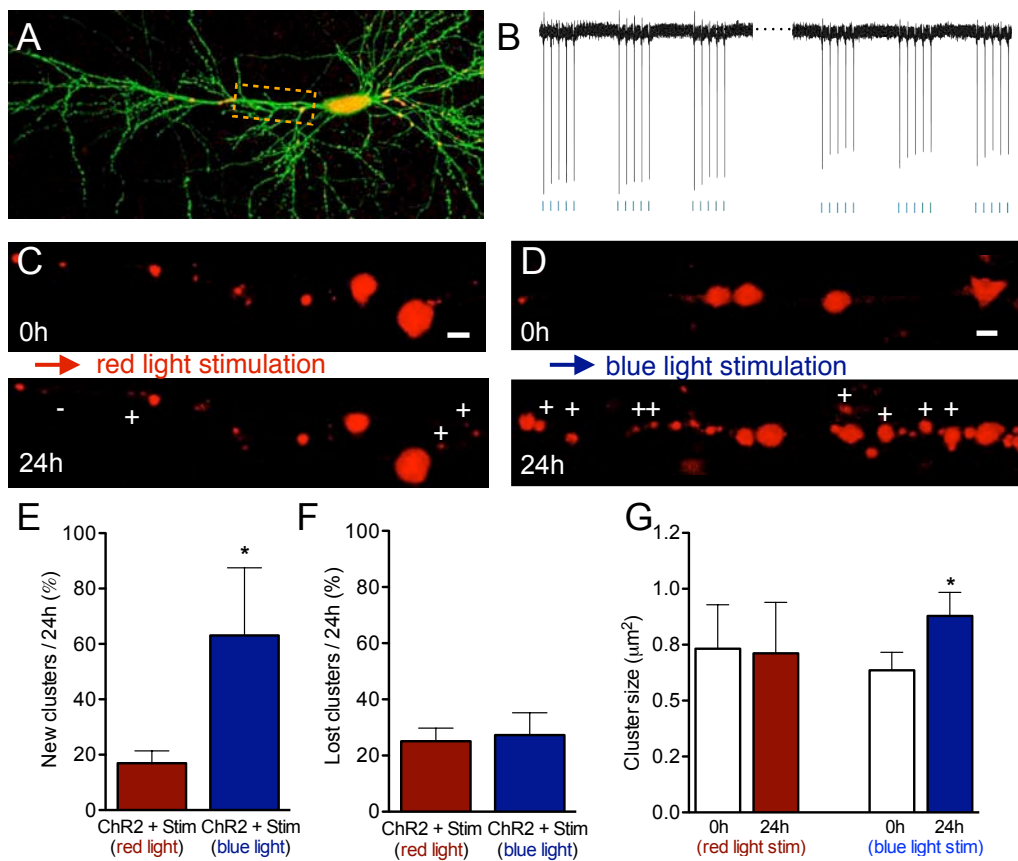 A
B
C
0h
red light stimulation
- + + +
24h
D
0h
blue light stimulation
+ + ++ + + + +
24h
E
New clusters / 24h (%)
100
80
60
40
20
0
*
ChR2 + Stim
(red light)
ChR2 + Stim
(blue light)
F
Lost clusters / 24h (%)
100
80
60
40
20
0
ChR2 + Stim
(red light)
ChR2 + Stim
(blue light)
G
Cluster size (μm²)
1.2
1.0
0.8
0.5
0.2
0
*
0h 24h
(red light stim)
0h 24h
(blue light stim)